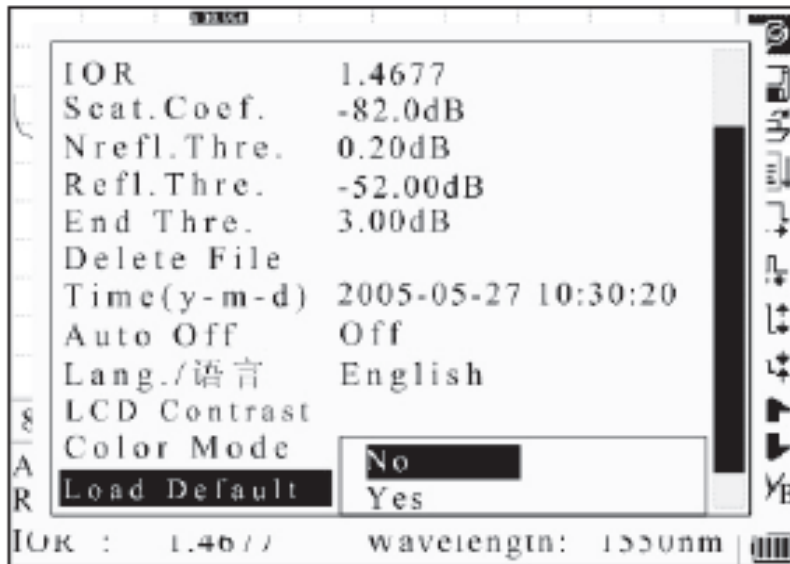 IOR 1.4677
Scat.Coef. -82.0dB
Nrefl.Thre. 0.20dB
Refl.Thre. -52.00dB
End Thre. 3.00dB
Delete File
Time(y-m-d) 2005-05-27 10:30:20
Auto Off Off
Lang./语言 English
LCD Contrast
Color Mode
No
Load Default
Yes
A
R
IOR : 1.4677 Wavelength: 1550nm